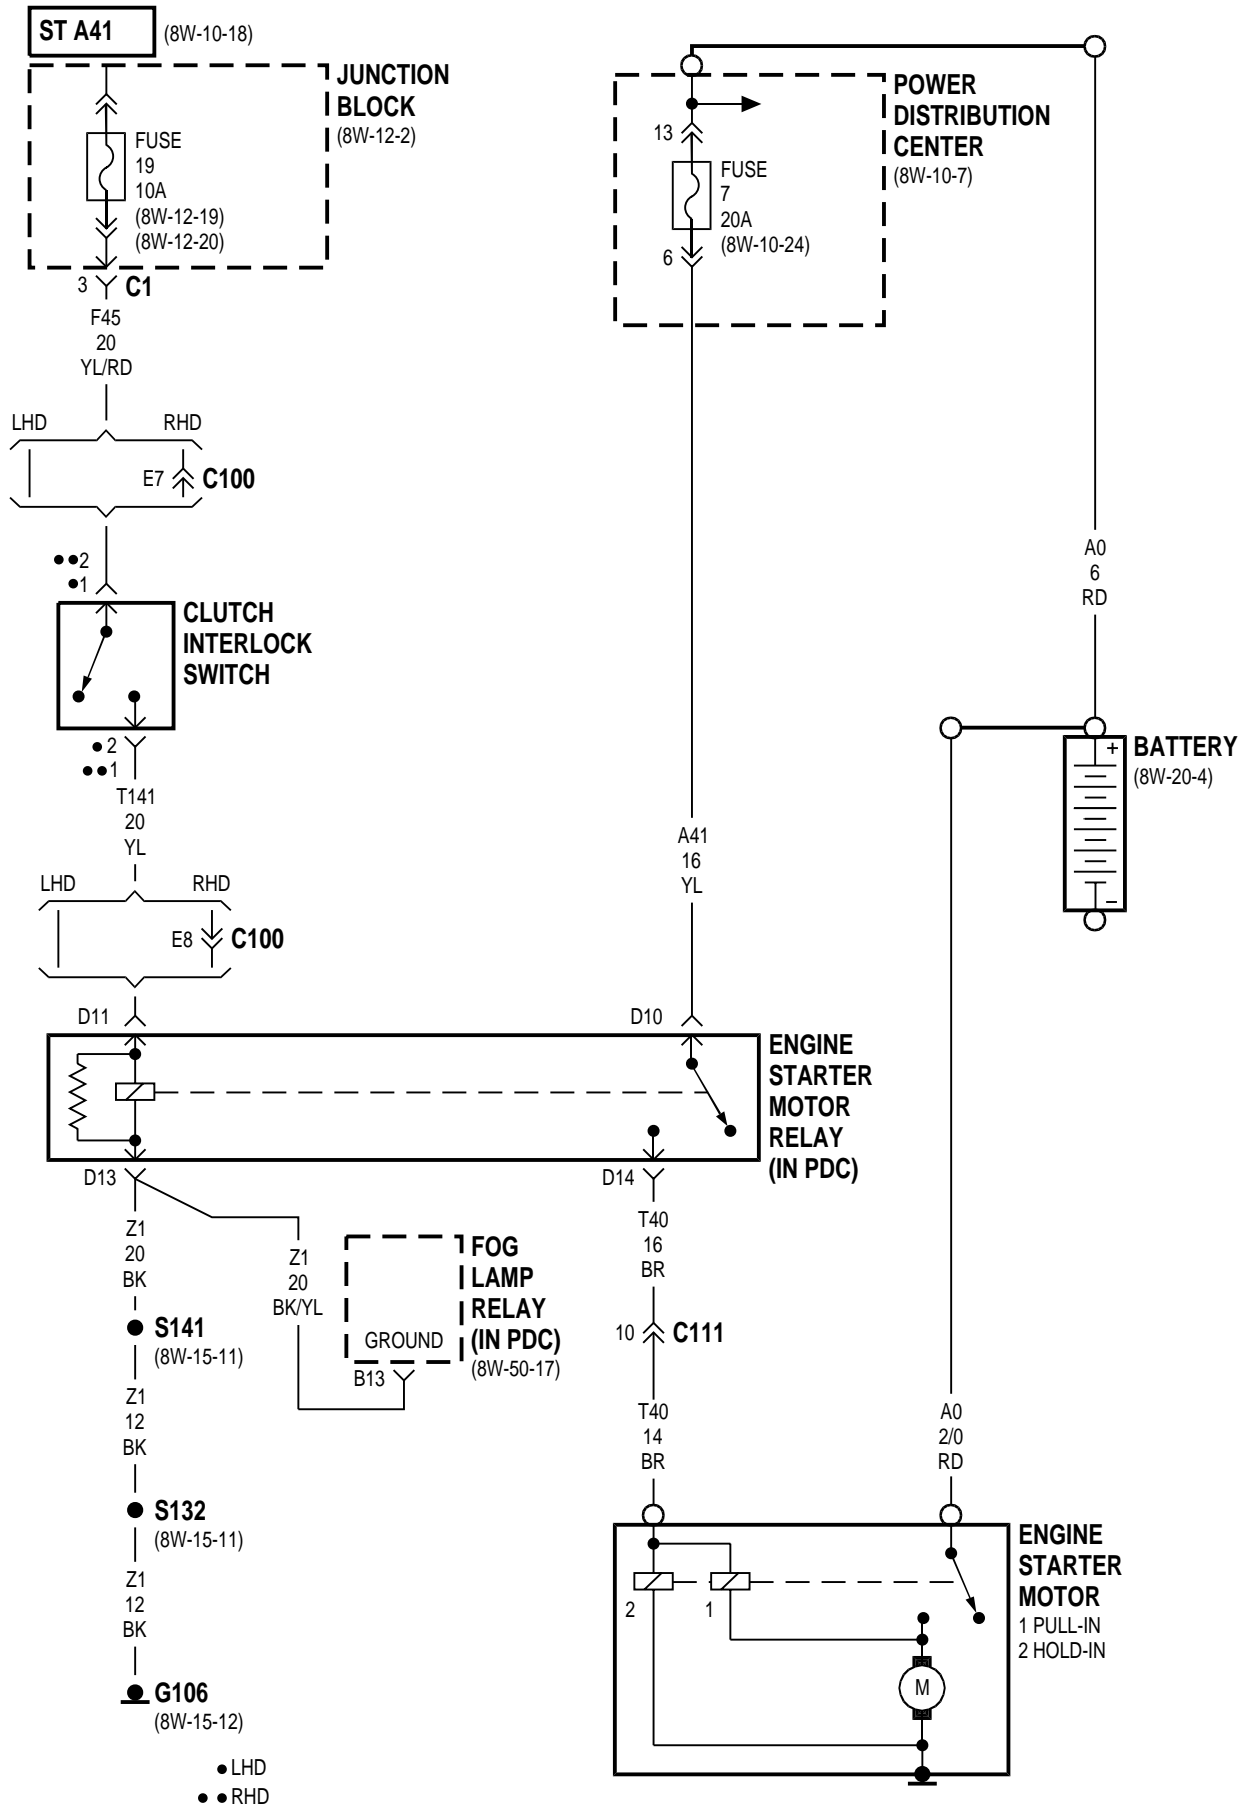 ST A41
(8W-10-18)
JUNCTION
BLOCK
(8W-12-2)
FUSE
19
10A
(8W-12-19)
(8W-12-20)
3
C1
F45
20
YL/RD
LHD
RHD
E7
C100
••2
•1
CLUTCH
INTERLOCK
SWITCH
•2
••1
T141
20
YL
LHD
RHD
E8
C100
D11
POWER
DISTRIBUTION
CENTER
(8W-10-7)
13
FUSE
7
20A
(8W-10-24)
6
A41
16
YL
D10
A0
6
RD
+
BATTERY
(8W-20-4)
–
ENGINE
STARTER
MOTOR
RELAY
(IN PDC)
D13
Z1
20
BK
Z1
20
BK/YL
FOG
LAMP
RELAY
(IN PDC)
(8W-50-17)
GROUND
B13
S141
(8W-15-11)
Z1
12
BK
S132
(8W-15-11)
Z1
12
BK
G106
(8W-15-12)
•LHD
••RHD
D14
T40
16
BR
10
C111
T40
14
BR
A0
2/0
RD
ENGINE
STARTER
MOTOR
1 PULL-IN
2 HOLD-IN
2
1
M